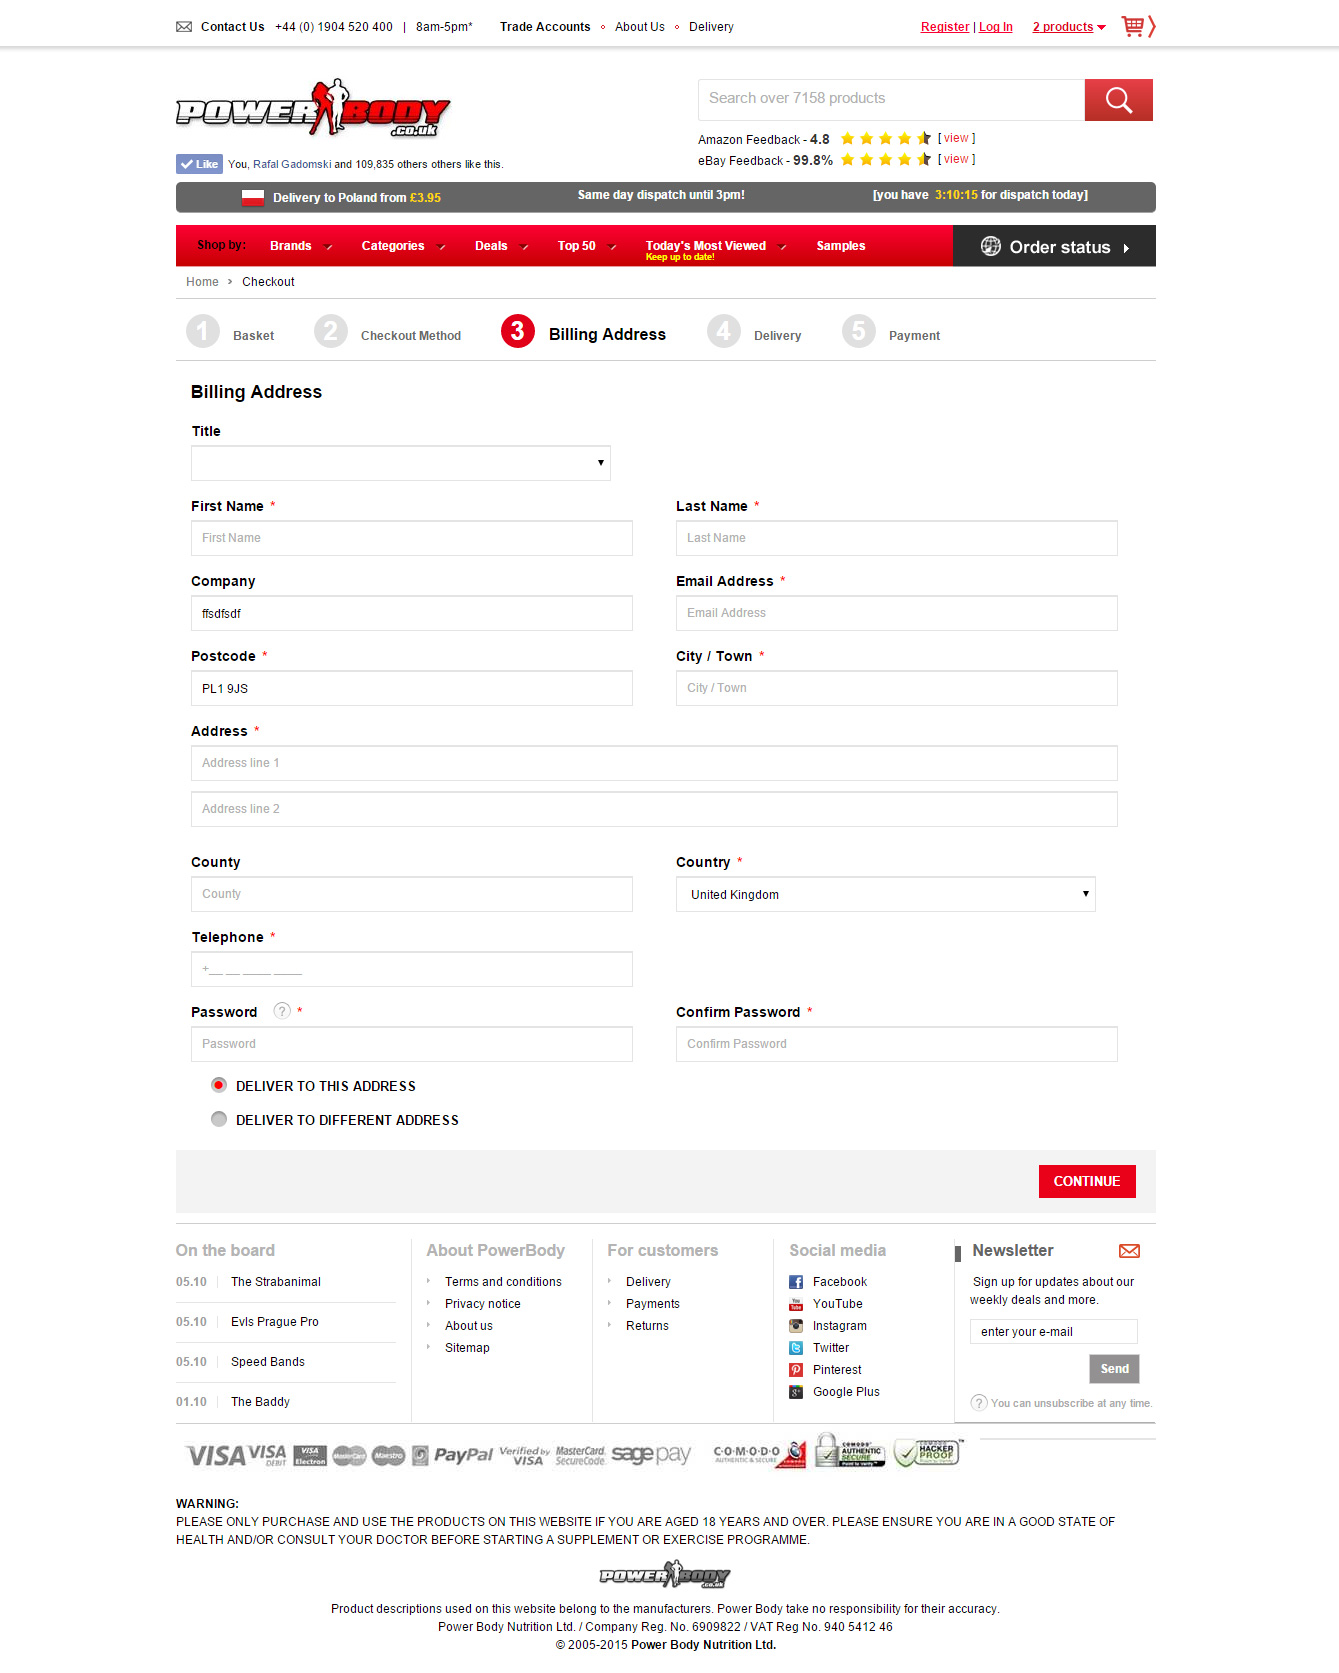 Contact Us +44 (0) 1904 520 400 | 8am-5pm* Trade Accounts About Us Delivery Register | Log In 2 products
POWER BODY .co.uk
Search over 7158 products
Amazon Feedback - 4.8 [ view ]
eBay Feedback - 99.8% [ view ]
Like You, Rafal Gadomski and 109,835 others others like this.
Delivery to Poland from £3.95 Same day dispatch until 3pm! [you have 3:10:15 for dispatch today]
Shop by: Brands Categories Deals Top 50 Today's Most Viewed Samples Order status
Keep up to date!
Home > Checkout
1 Basket 2 Checkout Method 3 Billing Address 4 Delivery 5 Payment
Billing Address
Title
First Name * Last Name *
First Name Last Name
Company Email Address *
ffsdfsdf Email Address
Postcode * City / Town *
PL1 9JS City / Town
Address *
Address line 1
Address line 2
County Country *
County United Kingdom
Telephone *
+__ __ ____ ____
Password ? * Confirm Password *
Password Confirm Password
DELIVER TO THIS ADDRESS
DELIVER TO DIFFERENT ADDRESS
CONTINUE
On the board
05.10 The Strabanimal
05.10 Evls Prague Pro
05.10 Speed Bands
01.10 The Baddy
About PowerBody
Terms and conditions
Privacy notice
About us
Sitemap
For customers
Delivery
Payments
Returns
Social media
Facebook
YouTube
Instagram
Twitter
Pinterest
Google Plus
Newsletter
Sign up for updates about our
weekly deals and more.
enter your e-mail
Send
? You can unsubscribe at any time.
VISA VISA DEBIT VISA Electron MasterCard Maestro PayPal Verified by VISA MasterCard SecureCode. sage pay COMODO AUTHENTIC & SECURE COMODO AUTHENTIC SECURE COMODO HACKER PROOF
WARNING:
PLEASE ONLY PURCHASE AND USE THE PRODUCTS ON THIS WEBSITE IF YOU ARE AGED 18 YEARS AND OVER. PLEASE ENSURE YOU ARE IN A GOOD STATE OF
HEALTH AND/OR CONSULT YOUR DOCTOR BEFORE STARTING A SUPPLEMENT OR EXERCISE PROGRAMME.
POWER BODY .co.uk
Product descriptions used on this website belong to the manufacturers. Power Body take no responsibility for their accuracy.
Power Body Nutrition Ltd. / Company Reg. No. 6909822 / VAT Reg No. 940 5412 46
© 2005-2015 Power Body Nutrition Ltd.